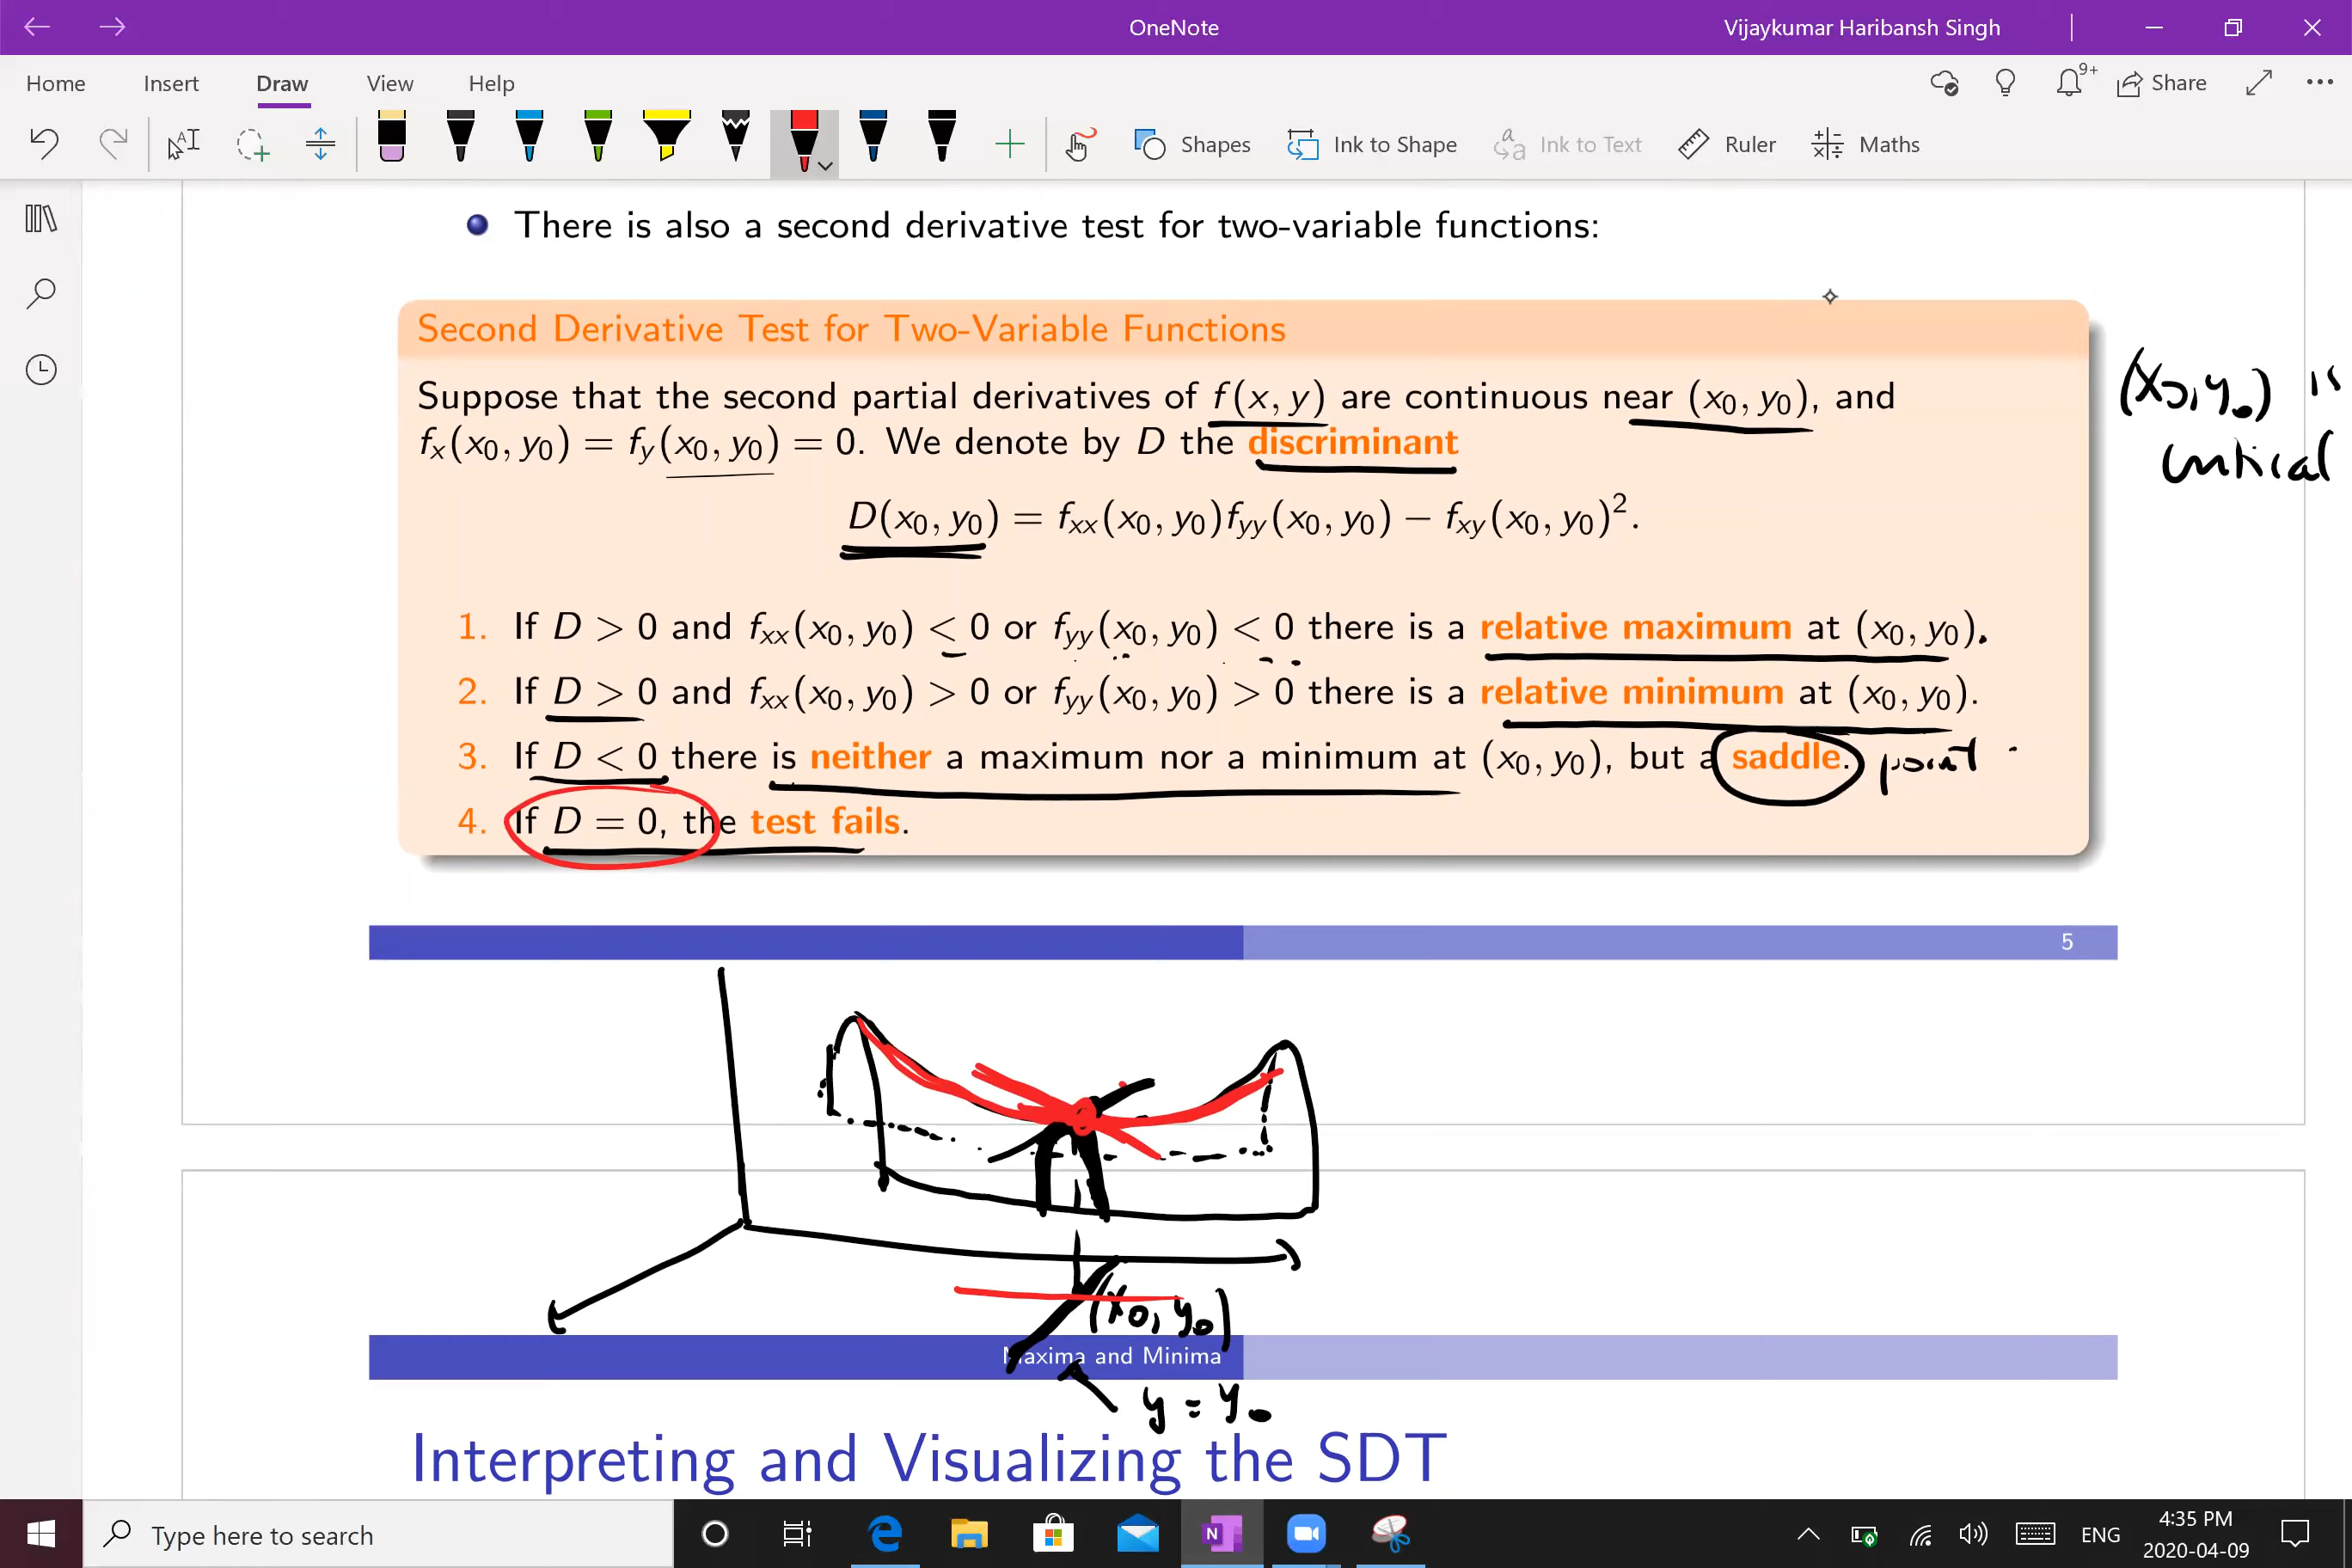 OneNote
Vijaykumar Haribansh Singh
Home Insert Draw View Help
9+ Share
Shapes Ink to Shape Ink to Text Ruler Maths
There is also a second derivative test for two-variable functions:
Second Derivative Test for Two-Variable Functions
Suppose that the second partial derivatives of f(x, y) are continuous near (x₀, y₀), and
fₓ(x₀, y₀) = f_y(x₀, y₀) = 0. We denote by D the discriminant
D(x₀, y₀) = fₓₓ(x₀, y₀)f_yy(x₀, y₀) − f_xy(x₀, y₀)².
1. If D > 0 and fₓₓ(x₀, y₀) < 0 or f_yy(x₀, y₀) < 0 there is a relative maximum at (x₀, y₀).
2. If D > 0 and fₓₓ(x₀, y₀) > 0 or f_yy(x₀, y₀) > 0 there is a relative minimum at (x₀, y₀).
3. If D < 0 there is neither a maximum nor a minimum at (x₀, y₀), but a saddle. point
4. If D = 0, the test fails.
(x₀, y₀) is
critical
5
(x₀, y₀)
Maxima and Minima
y = y₀
Interpreting and Visualizing the SDT
Type here to search
N
ENG
4:35 PM
2020-04-09